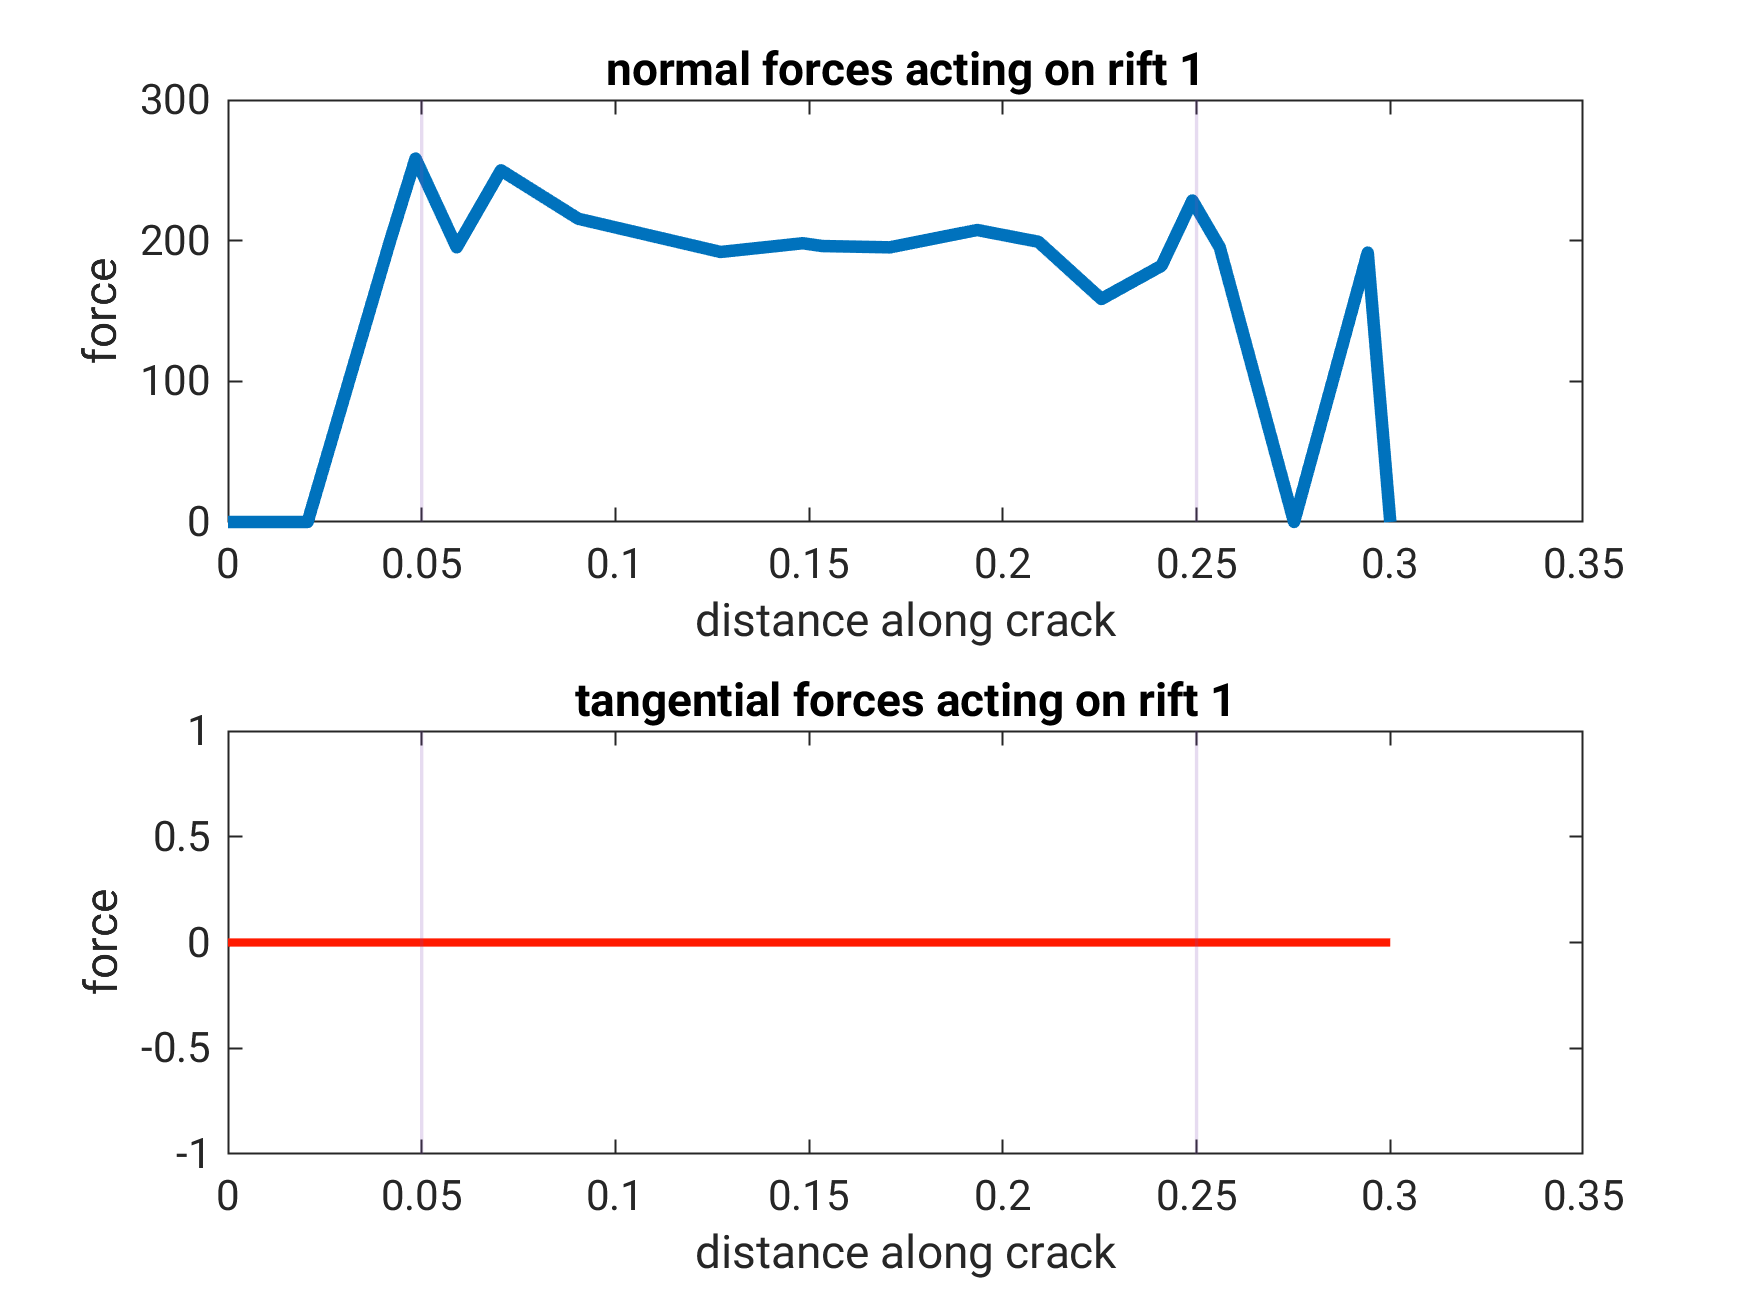 normal forces acting on rift 1
300
200
100
0
force
0 0.05 0.1 0.15 0.2 0.25 0.3 0.35
distance along crack
tangential forces acting on rift 1
1
0.5
0
-0.5
-1
force
0 0.05 0.1 0.15 0.2 0.25 0.3 0.35
distance along crack